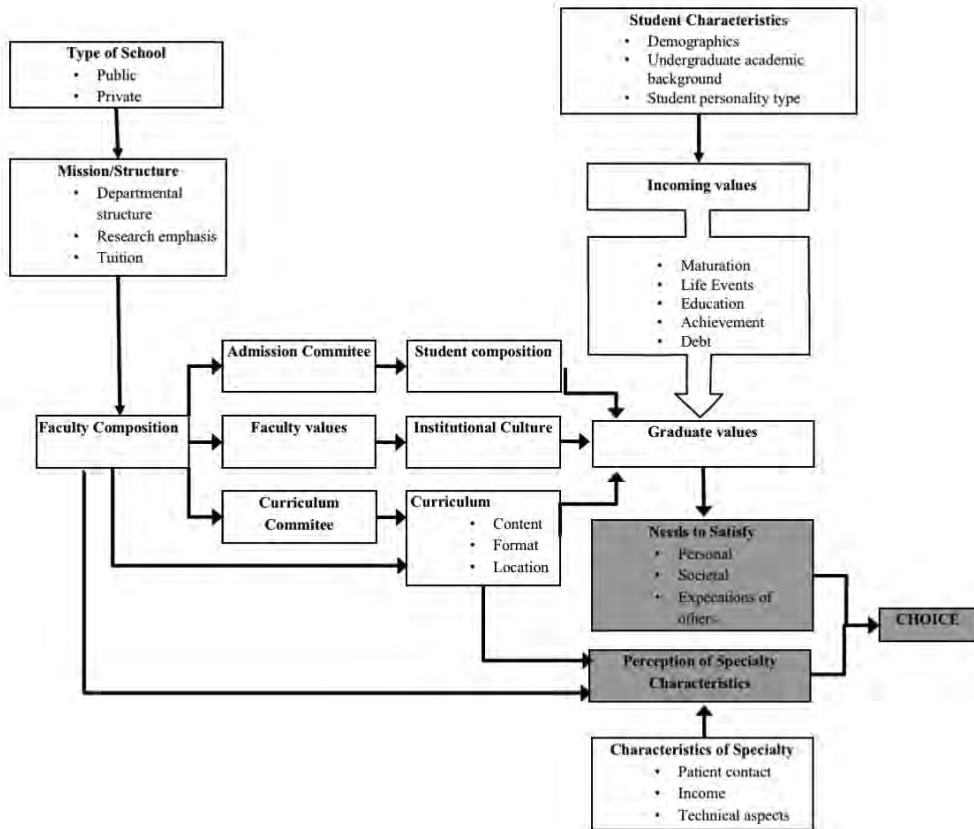 Type of School
• Public
• Private
Student Characteristics
• Demographics
• Undergraduate academic
background
• Student personality type
Mission/Structure
• Departmental
structure
• Research emphasis
• Tuition
Incoming values
• Maturation
• Life Events
• Education
• Achievement
• Debt
Admission Commitee
Student composition
Faculty Composition
Faculty values
Institutional Culture
Graduate values
Curriculum
Commitee
Curriculum
• Content
• Format
• Location
Needs to Satisfy
• Personal
• Societal
• Expecations of
others
CHOICE
Perception of Specialty
Characteristics
Characteristics of Specialty
• Patient contact
• Income
• Technical aspects